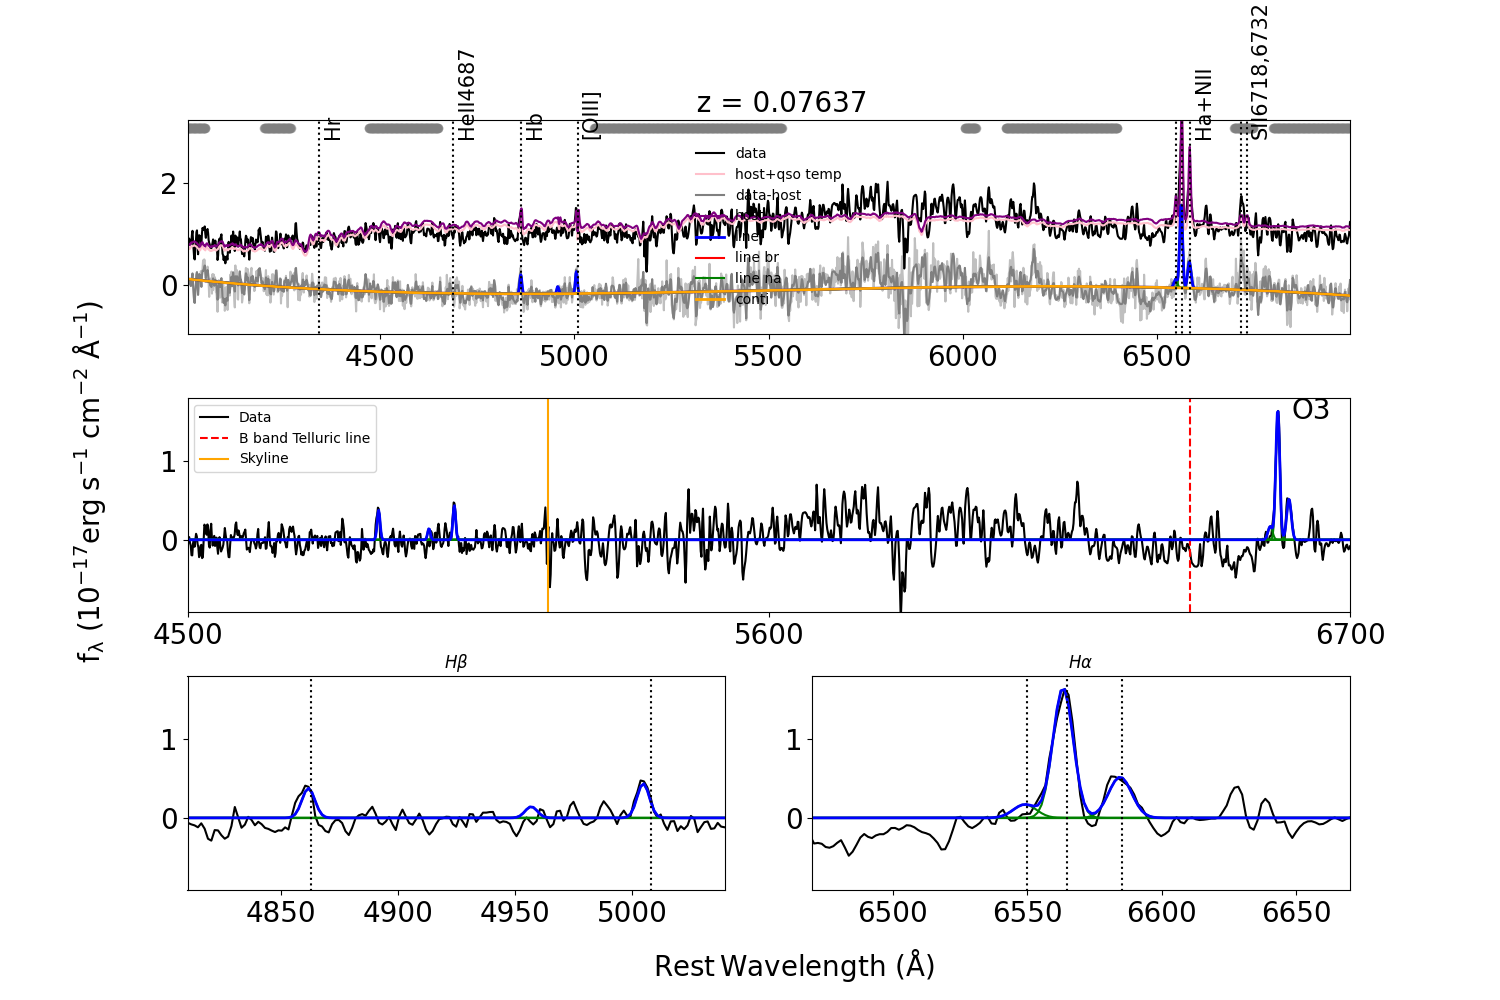 z = 0.07637
Hr
HeII4687
Hb
[OIII]
Ha+NII
SII6718,6732
data
host+qso temp
data-host
line
line br
line na
conti
2
0
4500 5000 5500 6000 6500
Data
B band Telluric line
Skyline
O3
1
0
4500 5600 6700
fλ (10⁻¹⁷erg s⁻¹ cm⁻² Å⁻¹)
Hβ
1
0
4850 4900 4950 5000
Hα
1
0
6500 6550 6600 6650
Rest Wavelength (Å)